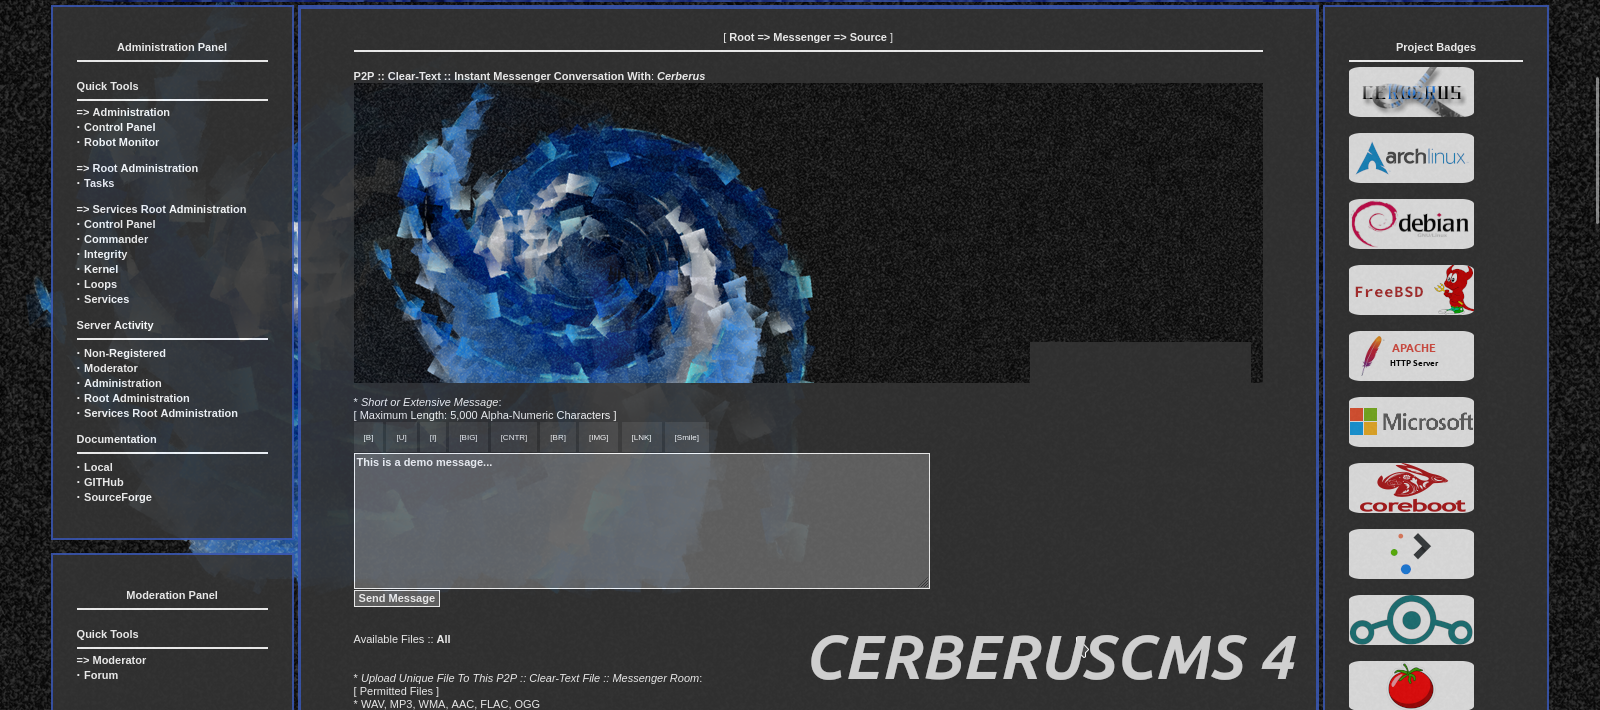 Administration Panel
Quick Tools
=> Administration
· Control Panel
· Robot Monitor
=> Root Administration
· Tasks
=> Services Root Administration
· Control Panel
· Commander
· Integrity
· Kernel
· Loops
· Services
Server Activity
· Non-Registered
· Moderator
· Administration
· Root Administration
· Services Root Administration
Documentation
· Local
· GITHub
· SourceForge
Moderation Panel
Quick Tools
=> Moderator
· Forum
[ Root => Messenger => Source ]
P2P :: Clear-Text :: Instant Messenger Conversation With: Cerberus
* Short or Extensive Message:
[ Maximum Length: 5,000 Alpha-Numeric Characters ]
[B] [U] [I] [BIG] [CNTR] [BR] [IMG] [LNK] [Smile]
This is a demo message...
Send Message
Available Files :: All
CERBERUSCMS 4
* Upload Unique File To This P2P :: Clear-Text File :: Messenger Room:
[ Permitted Files ]
* WAV, MP3, WMA, AAC, FLAC, OGG
Project Badges
CERBERUS
archlinux
debian
FreeBSD
APACHE
HTTP Server
Microsoft
coreboot